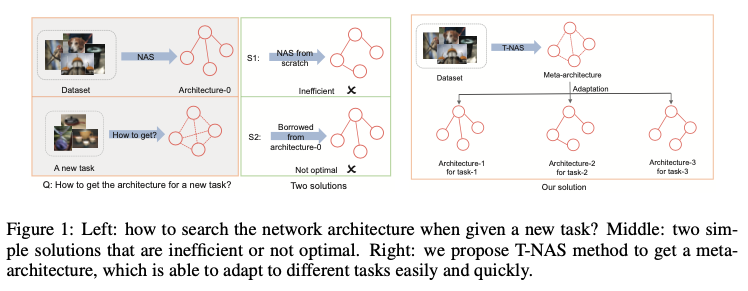 NAS
Dataset
Architecture-0
How to get?
A new task
Q: How to get the architecture for a new task?
S1:
NAS from
scratch
Inefficient
S2:
Borrowed
from
architecture-0
Not optimal
Two solutions
T-NAS
Dataset
Meta-architecture
Adaptation
Architecture-1
for task-1
Architecture-2
for task-2
Architecture-3
for task-3
Our solution
Figure 1: Left: how to search the network architecture when given a new task? Middle: two sim-
ple solutions that are inefficient or not optimal. Right: we propose T-NAS method to get a meta-
architecture, which is able to adapt to different tasks easily and quickly.